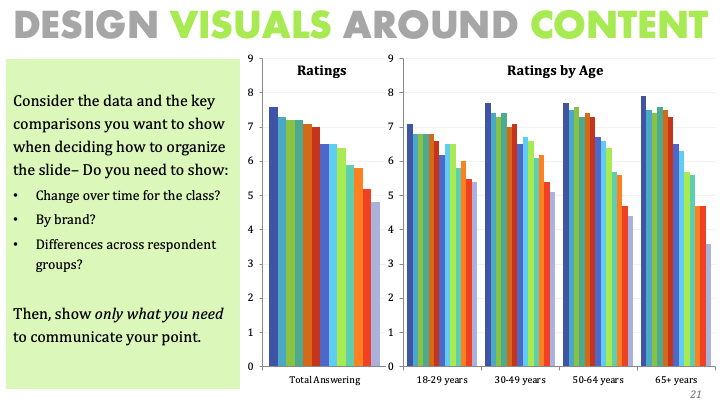 DESIGN VISUALS AROUND CONTENT
Consider the data and the key
comparisons you want to show
when deciding how to organize
the slide– Do you need to show:
• Change over time for the class?
• By brand?
• Differences across respondent
groups?
Then, show only what you need
to communicate your point.
Ratings
9
8
7
6
5
4
3
2
1
0
Total Answering
Ratings by Age
9
8
7
6
5
4
3
2
1
0
18-29 years 30-49 years 50-64 years 65+ years
21